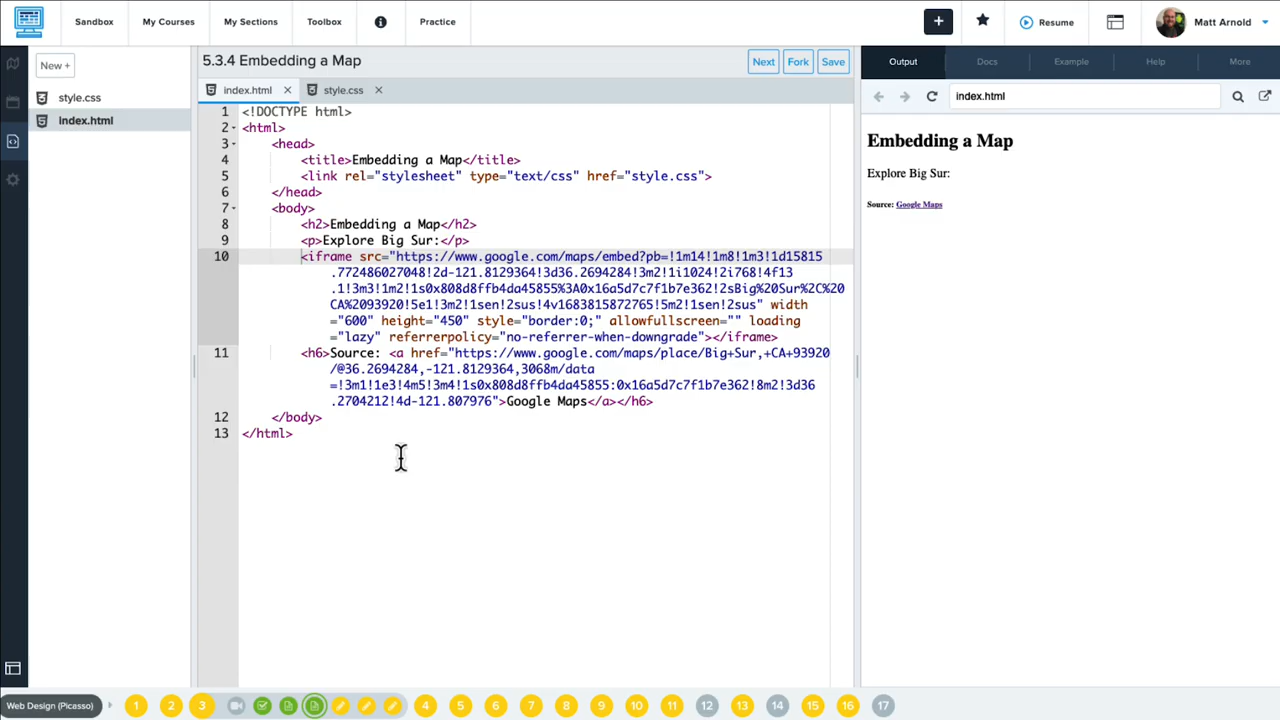 Sandbox
My Courses
My Sections
Toolbox
Practice
+
Resume
Matt Arnold
New +
style.css
index.html
5.3.4 Embedding a Map
Next
Fork
Save
index.html
style.css
1 <!DOCTYPE html>
2 <html>
3 <head>
4 <title>Embedding a Map</title>
5 <link rel="stylesheet" type="text/css" href="style.css">
6 </head>
7 <body>
8 <h2>Embedding a Map</h2>
9 <p>Explore Big Sur:</p>
10 <iframe src="https://www.google.com/maps/embed?pb=!1m14!1m8!1m3!1d15815
.772486027048!2d-121.8129364!3d36.2694284!3m2!1i1024!2i768!4f13
.1!3m3!1m2!1s0x808d8ffb4da45855%3A0x16a5d7c7f1b7e362!2sBig%20Sur%2C%20
CA%2093920!5e1!3m2!1sen!2sus!4v1683815872765!5m2!1sen!2sus" width
="600" height="450" style="border:0;" allowfullscreen="" loading
="lazy" referrerpolicy="no-referrer-when-downgrade"></iframe>
11 <h6>Source: <a href="https://www.google.com/maps/place/Big+Sur,+CA+93920
/@36.2694284,-121.8129364,3068m/data
=!3m1!1e3!4m5!3m4!1s0x808d8ffb4da45855:0x16a5d7c7f1b7e362!8m2!3d36
.2704212!4d-121.807976">Google Maps</a></h6>
12 </body>
13 </html>
Output
Docs
Example
Help
More
index.html
Embedding a Map
Explore Big Sur:
Source: Google Maps
Web Design (Picasso)
1
2
3
4
5
6
7
8
9
10
11
12
13
14
15
16
17